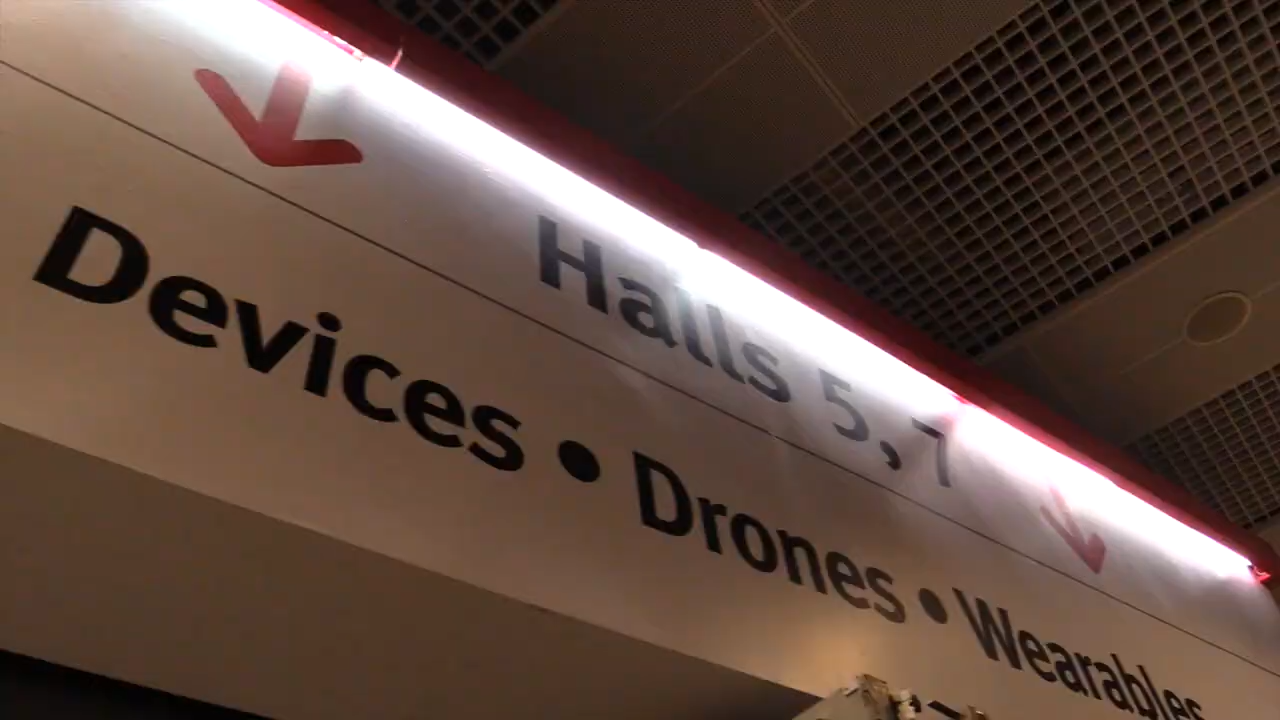 Halls 5, 7
Devices • Drones • Wearables